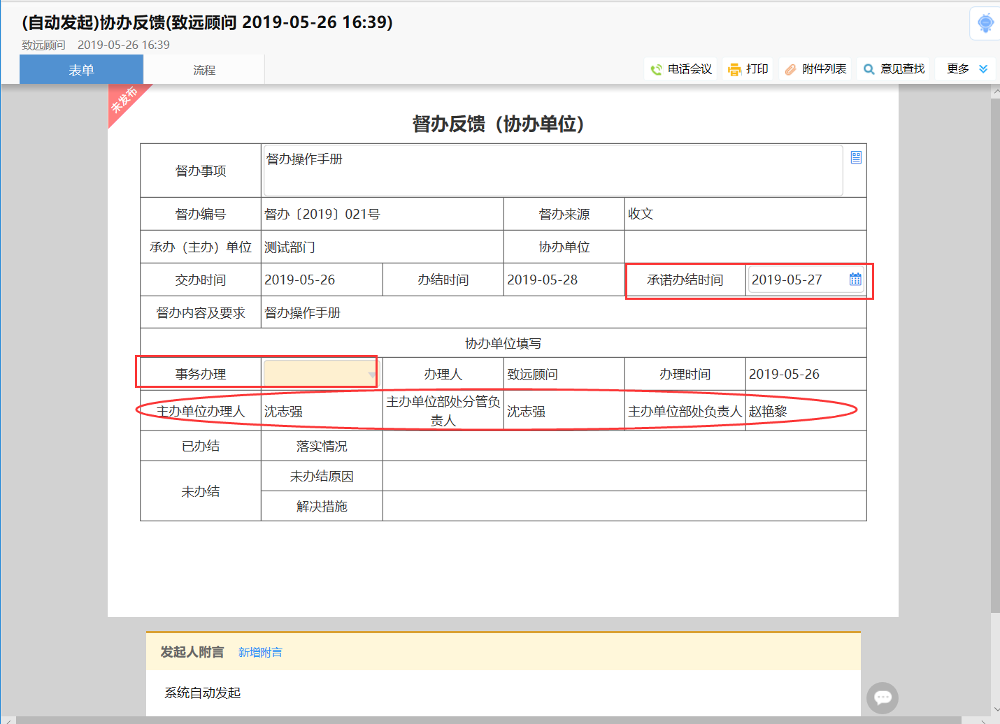 (自动发起)协办反馈(致远顾问 2019-05-26 16:39)
致远顾问 2019-05-26 16:39
表单 流程 电话会议 打印 附件列表 意见查找 更多
未发布
督办反馈（协办单位）
督办事项 督办操作手册
督办编号 督办〔2019〕021号 督办来源 收文
承办（主办）单位 测试部门 协办单位
交办时间 2019-05-26 办结时间 2019-05-28 承诺办结时间 2019-05-27
督办内容及要求 督办操作手册
协办单位填写
事务办理 办理人 致远顾问 办理时间 2019-05-26
主办单位办理人 沈志强 主办单位部处分管负责人 沈志强 主办单位部处负责人 赵艳黎
已办结 落实情况
未办结 未办结原因
解决措施
发起人附言 新增附言
系统自动发起